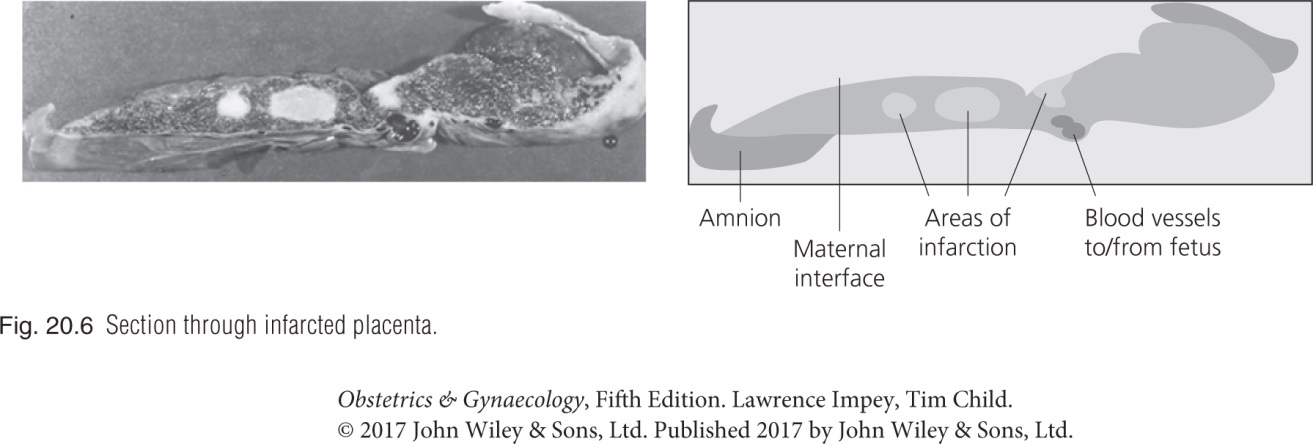 Amnion
Maternal
interface
Areas of
infarction
Blood vessels
to/from fetus
Fig. 20.6 Section through infarcted placenta.
Obstetrics & Gynaecology, Fifth Edition. Lawrence Impey, Tim Child.
© 2017 John Wiley & Sons, Ltd. Published 2017 by John Wiley & Sons, Ltd.